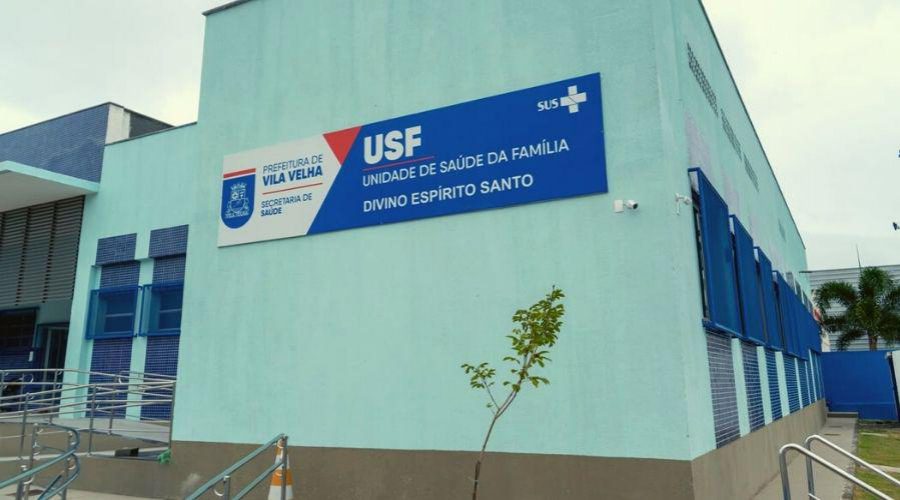 PREFEITURA DE
VILA VELHA
SECRETARIA DE
SAÚDE
USF
UNIDADE DE SAÚDE DA FAMÍLIA
DIVINO ESPÍRITO SANTO
SUS